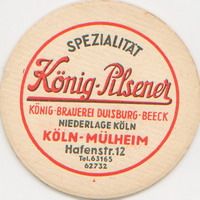 SPEZIALITÄT
König-Pilsener
KÖNIG-BRAUEREI DUISBURG-BEECK
NIEDERLAGE KÖLN
KÖLN-MÜLHEIM
Hafenstr.12
Tel.63165
62732